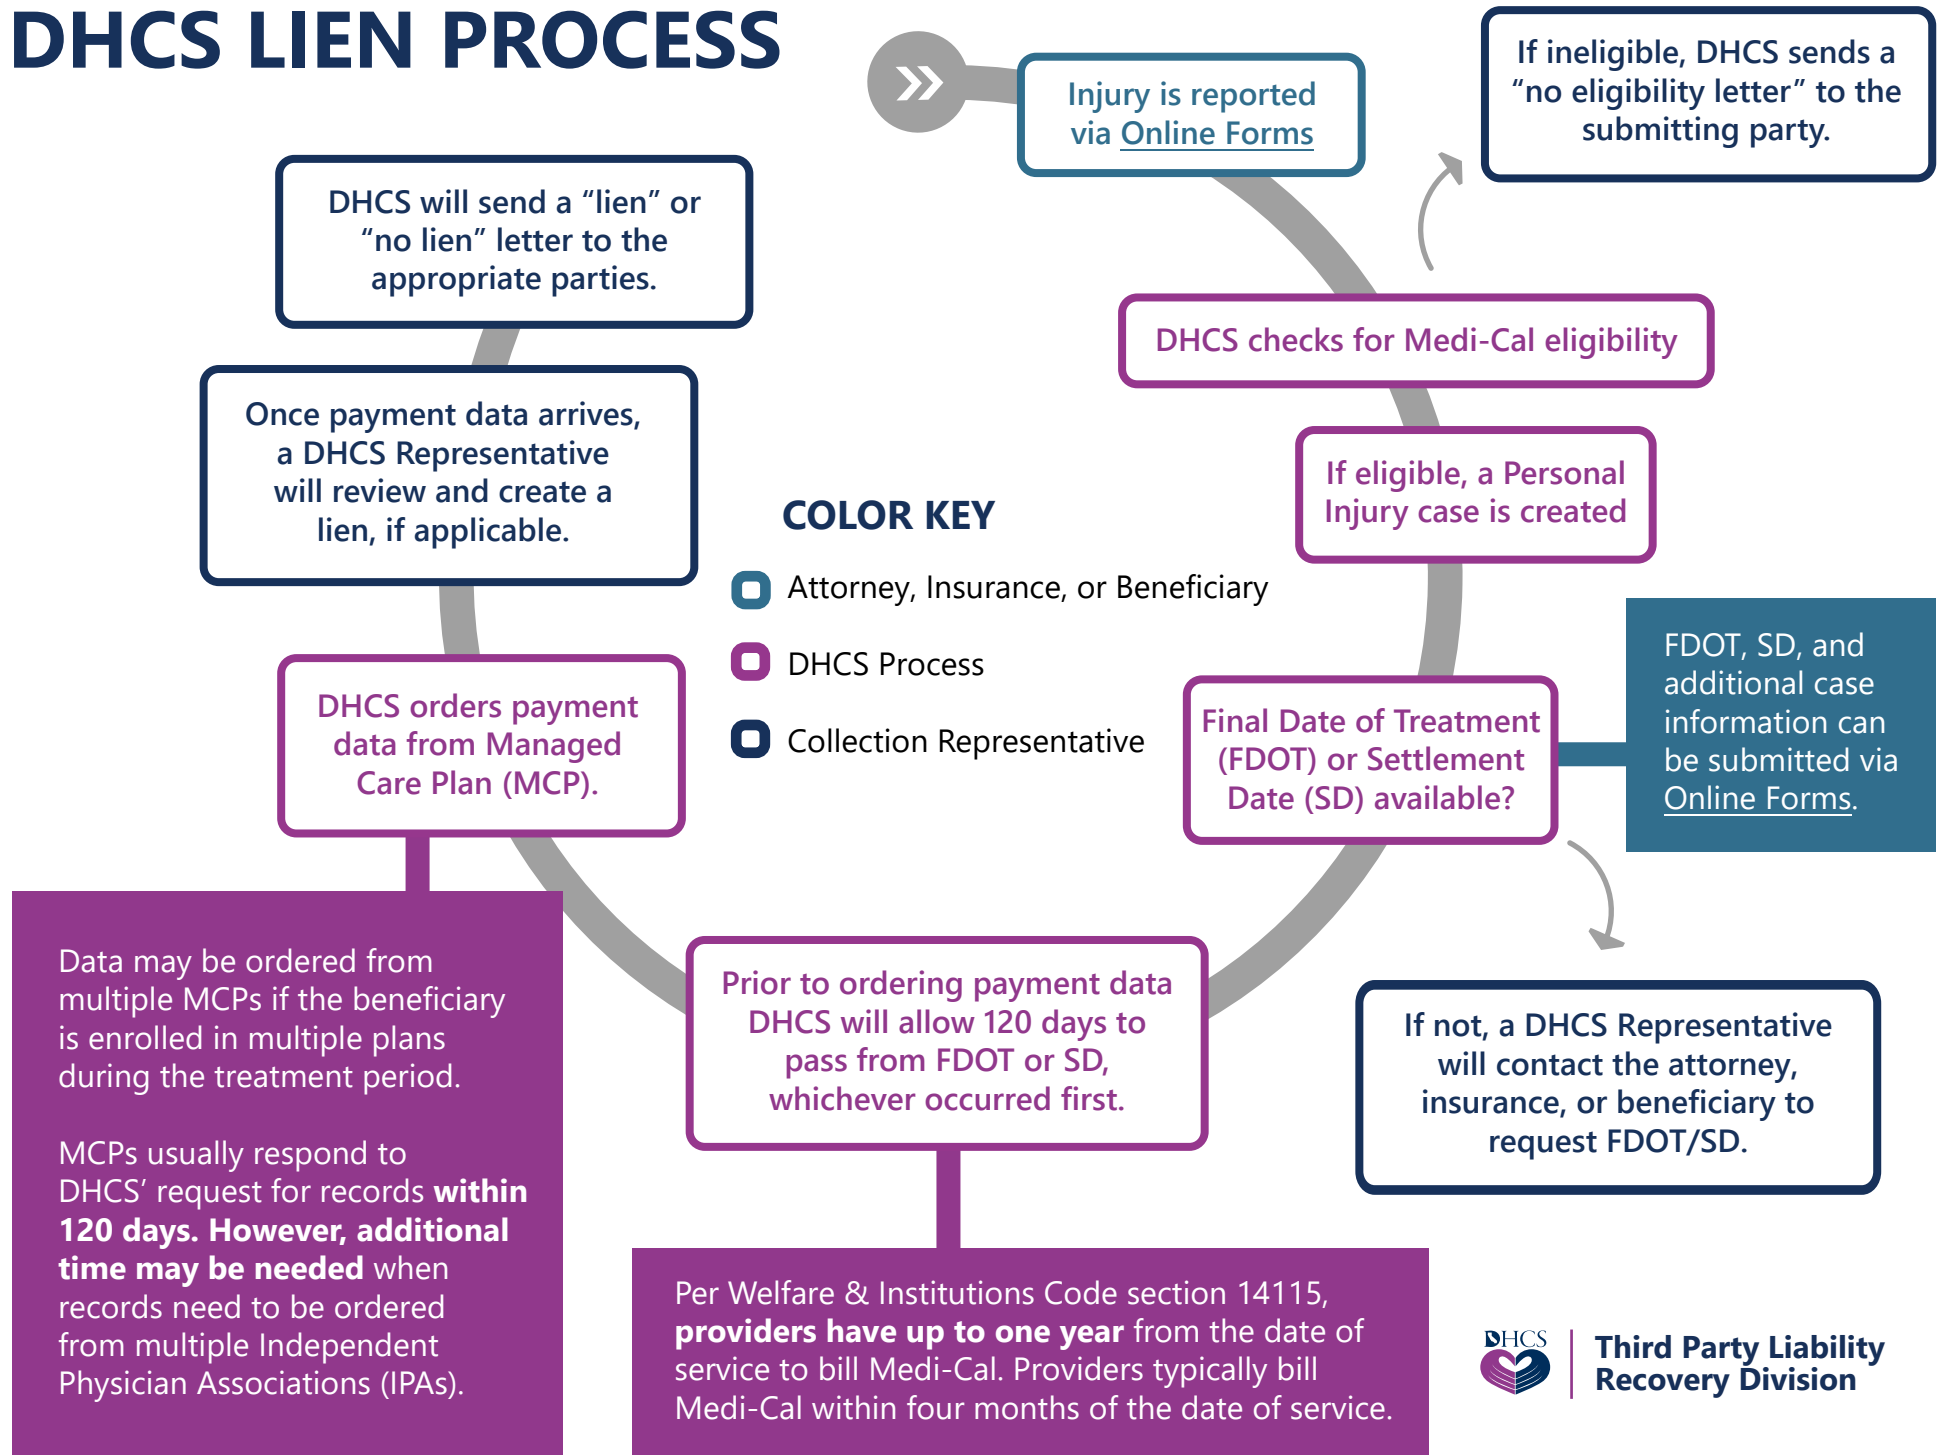 DHCS LIEN PROCESS
Injury is reported
via Online Forms
If ineligible, DHCS sends a
“no eligibility letter” to the
submitting party.
DHCS checks for Medi-Cal eligibility
If eligible, a Personal
Injury case is created
Final Date of Treatment
(FDOT) or Settlement
Date (SD) available?
FDOT, SD, and
additional case
information can
be submitted via
Online Forms.
If not, a DHCS Representative
will contact the attorney,
insurance, or beneficiary to
request FDOT/SD.
Prior to ordering payment data
DHCS will allow 120 days to
pass from FDOT or SD,
whichever occurred first.
Per Welfare & Institutions Code section 14115,
providers have up to one year from the date of
service to bill Medi-Cal. Providers typically bill
Medi-Cal within four months of the date of service.
DHCS orders payment
data from Managed
Care Plan (MCP).
Data may be ordered from
multiple MCPs if the beneficiary
is enrolled in multiple plans
during the treatment period.
MCPs usually respond to
DHCS’ request for records within
120 days. However, additional
time may be needed when
records need to be ordered
from multiple Independent
Physician Associations (IPAs).
Once payment data arrives,
a DHCS Representative
will review and create a
lien, if applicable.
DHCS will send a “lien” or
“no lien” letter to the
appropriate parties.
COLOR KEY
Attorney, Insurance, or Beneficiary
DHCS Process
Collection Representative
DHCS
Third Party Liability
Recovery Division